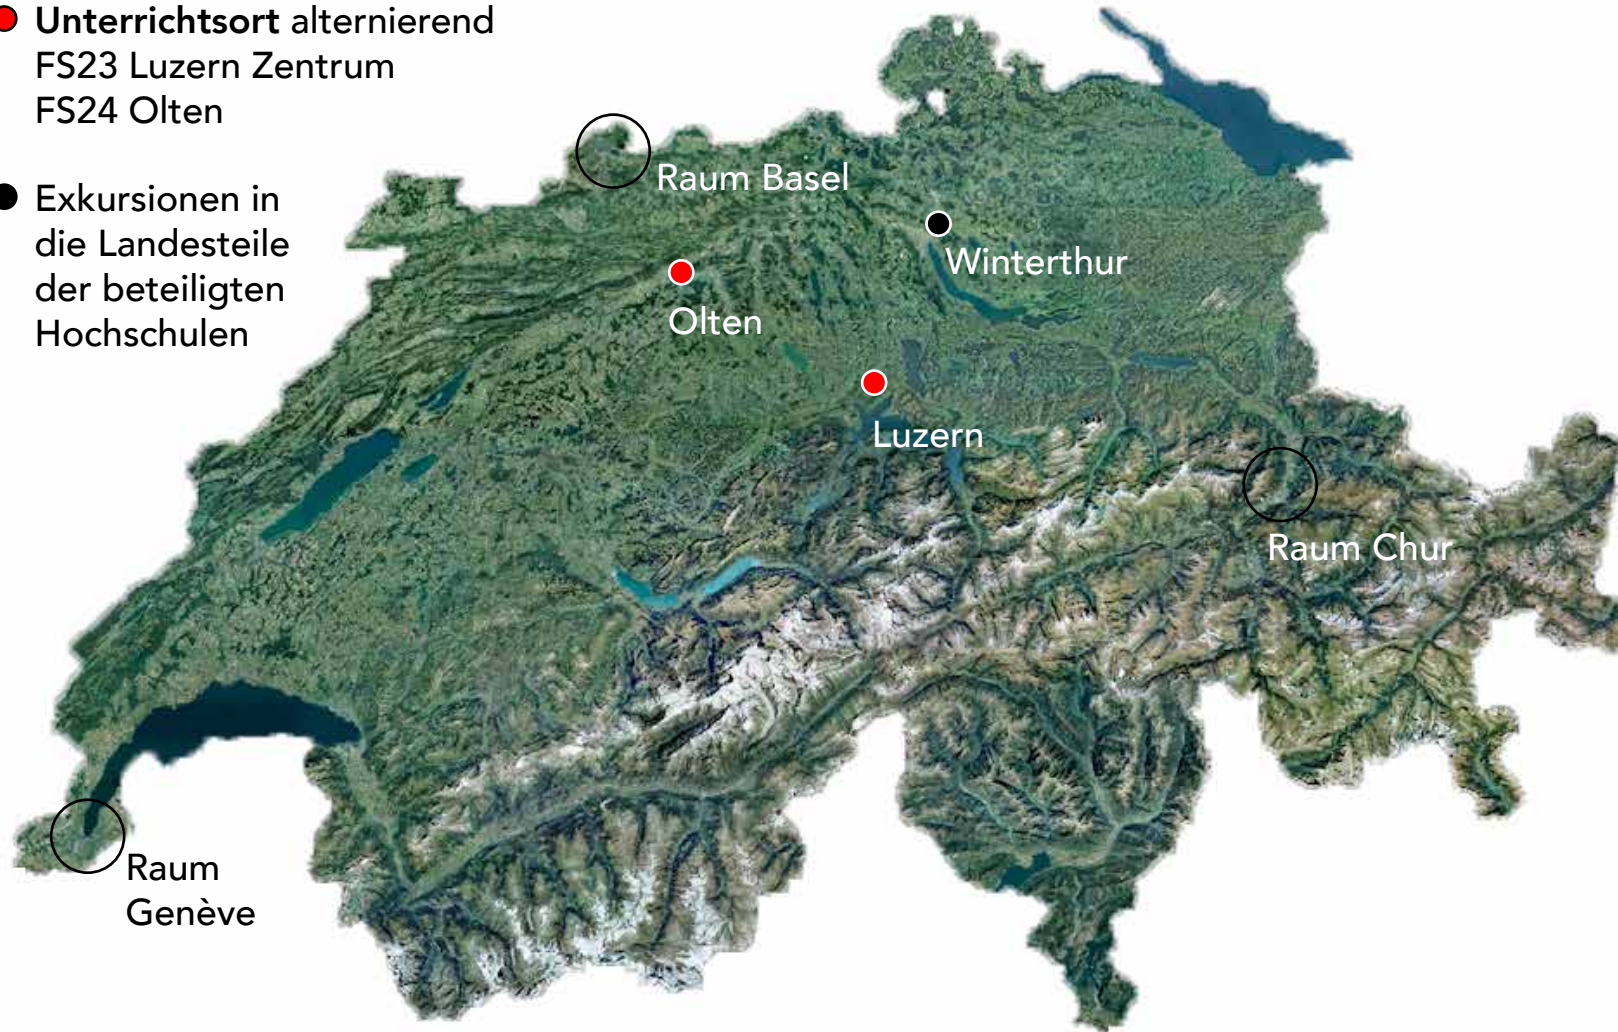 Unterrichtsort alternierend
FS23 Luzern Zentrum
FS24 Olten
Exkursionen in
die Landesteile
der beteiligten
Hochschulen
Raum Basel
Winterthur
Olten
Luzern
Raum Chur
Raum
Genève